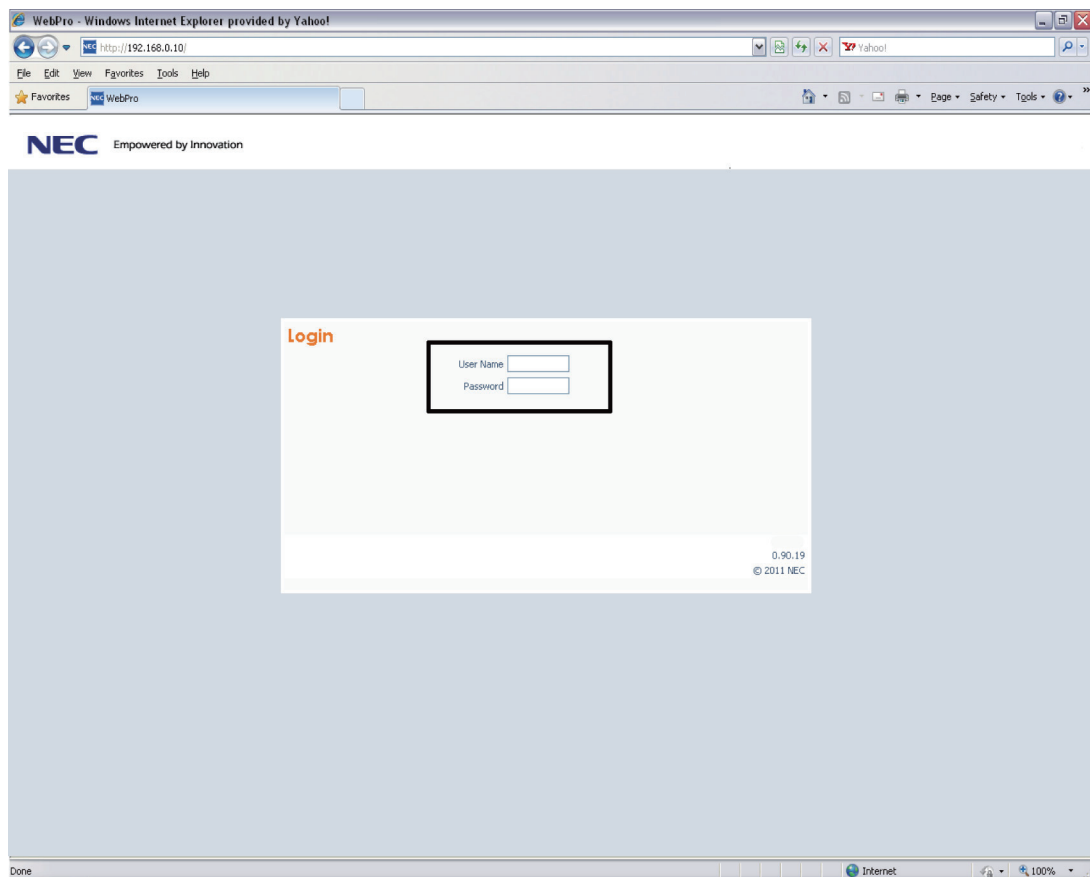 WebPro - Windows Internet Explorer provided by Yahoo!
NEC http://192.168.0.10/ Yahoo!
File Edit View Favorites Tools Help
Favorites NEC WebPro Page Safety Tools »
NEC Empowered by Innovation
Login
User Name
Password
0.90.19
© 2011 NEC
Done Internet 100%